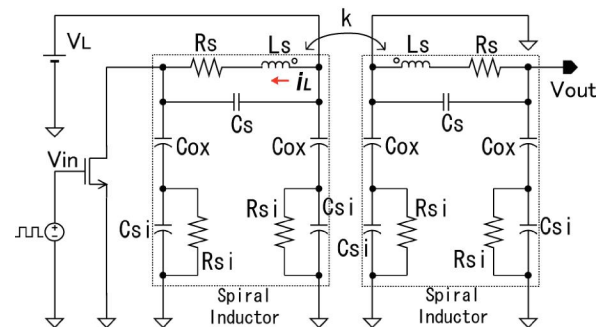 k
VL
Rs
Ls
iL
Cs
Ls
Rs
Cs
Vout
Vin
Cox
Cox
Cox
Cox
Csi
Rsi
Rsi
Csi
Csi
Rsi
Rsi
Csi
Spiral
Inductor
Spiral
Inductor